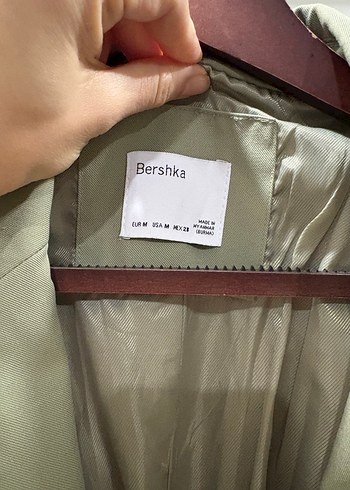 Bershka
EUR M USA M MEX 28
MADE IN
MYANMAR
(BURMA)